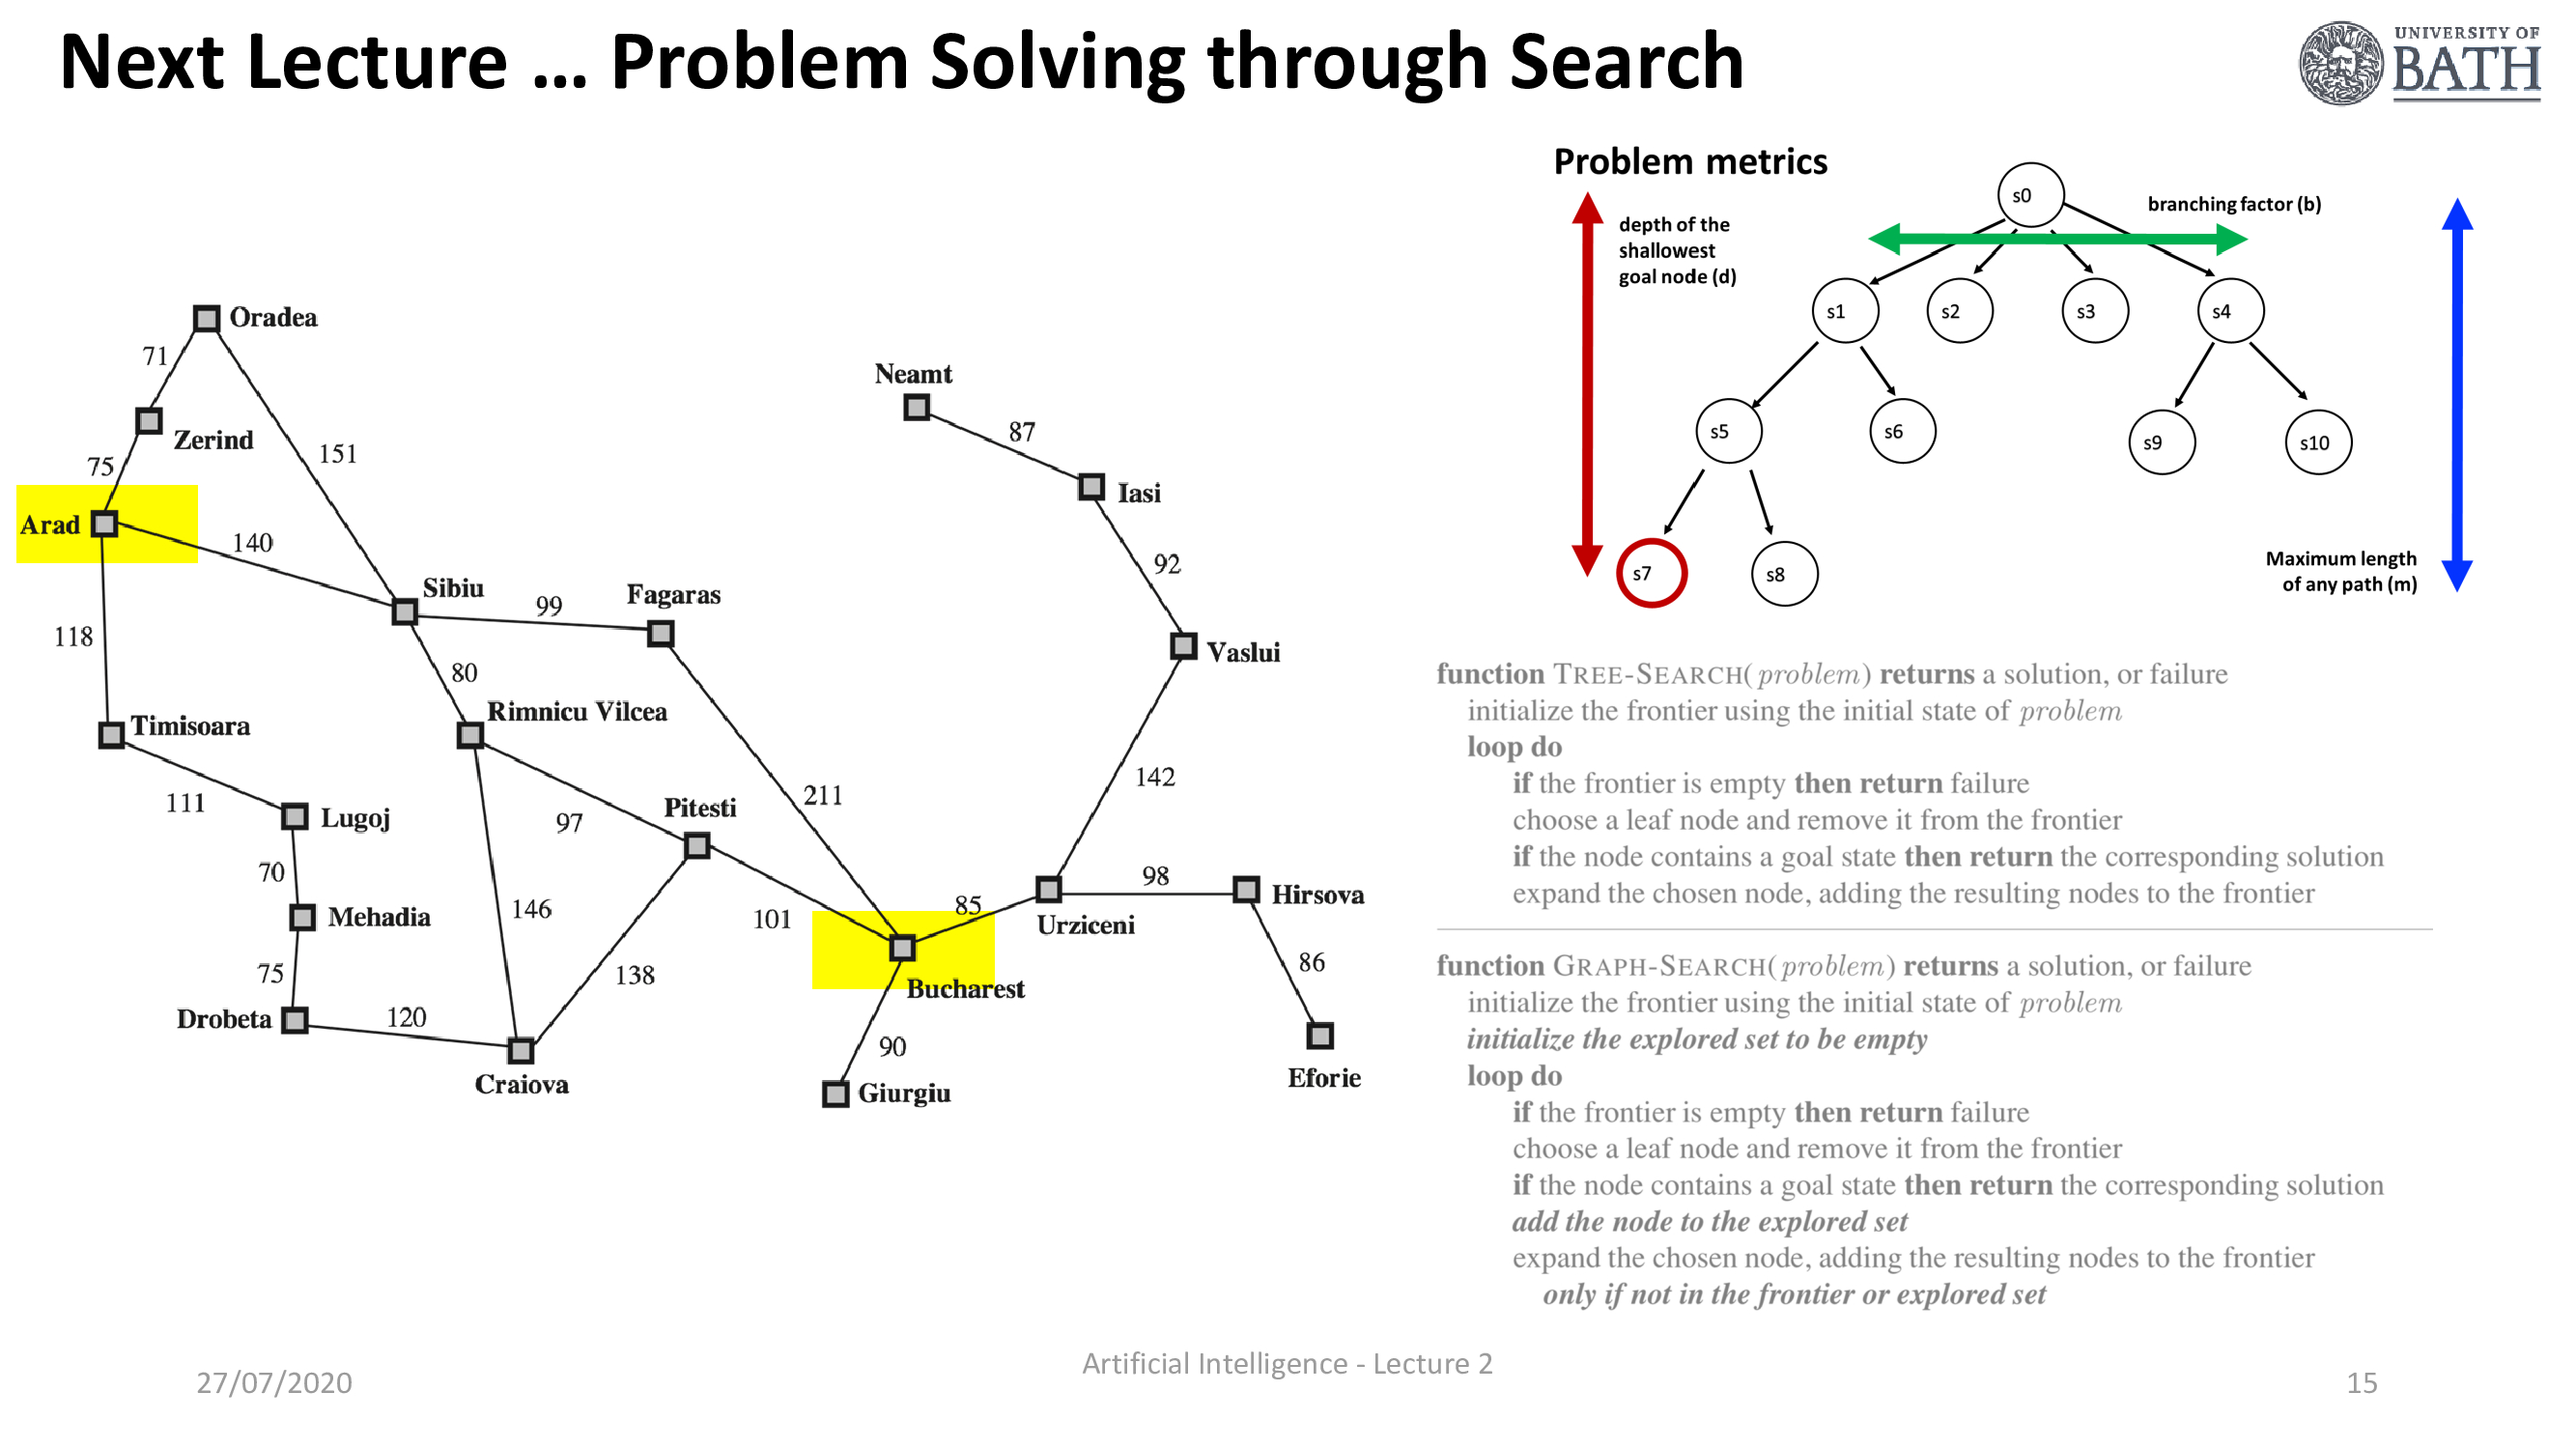 Next Lecture ... Problem Solving through Search
UNIVERSITY OF
BATH
Oradea
71
Zerind
75
151
Arad
140
118
Sibiu
99
Fagaras
80
Rimnicu Vilcea
Timisoara
111
Lugoj
70
Mehadia
75
Drobeta
120
Craiova
146
97
Pitesti
138
101
211
Bucharest
90
Giurgiu
85
Urziceni
98
Hirsova
86
Eforie
142
Vaslui
92
Iasi
87
Neamt
Problem metrics
depth of the
shallowest
goal node (d)
branching factor (b)
s0
s1
s2
s3
s4
s5
s6
s9
s10
s7
s8
Maximum length
of any path (m)
function TREE-SEARCH(problem) returns a solution, or failure
initialize the frontier using the initial state of problem
loop do
if the frontier is empty then return failure
choose a leaf node and remove it from the frontier
if the node contains a goal state then return the corresponding solution
expand the chosen node, adding the resulting nodes to the frontier
function GRAPH-SEARCH(problem) returns a solution, or failure
initialize the frontier using the initial state of problem
initialize the explored set to be empty
loop do
if the frontier is empty then return failure
choose a leaf node and remove it from the frontier
if the node contains a goal state then return the corresponding solution
add the node to the explored set
expand the chosen node, adding the resulting nodes to the frontier
only if not in the frontier or explored set
27/07/2020
Artificial Intelligence - Lecture 2
15